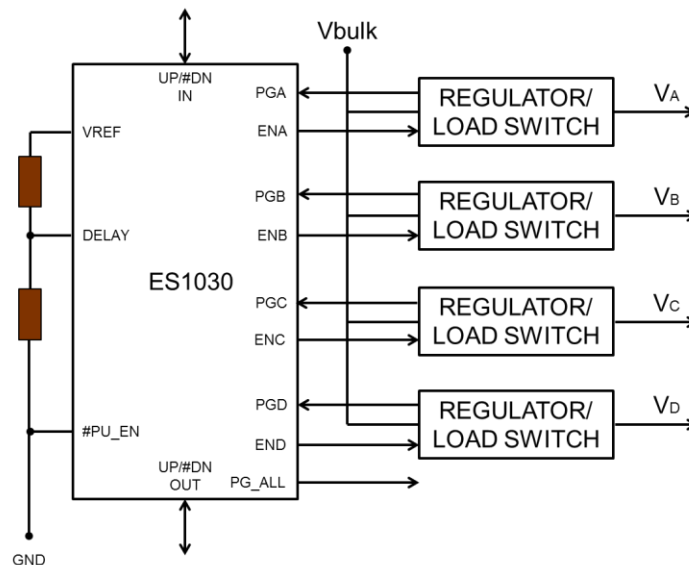 Vbulk
UP/#DN
IN
PGA
REGULATOR/
LOAD SWITCH
VA
VREF
ENA
PGB
REGULATOR/
LOAD SWITCH
VB
DELAY
ENB
ES1030
PGC
REGULATOR/
LOAD SWITCH
VC
ENC
PGD
REGULATOR/
LOAD SWITCH
VD
#PU_EN
END
UP/#DN
OUT
PG_ALL
GND